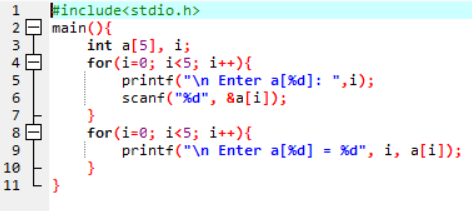 1 #include<stdio.h>
2 main(){
3 int a[5], i;
4 for(i=0; i<5; i++){
5 printf("\n Enter a[%d]: ",i);
6 scanf("%d", &a[i]);
7 }
8 for(i=0; i<5; i++){
9 printf("\n Enter a[%d] = %d", i, a[i]);
10 }
11 }